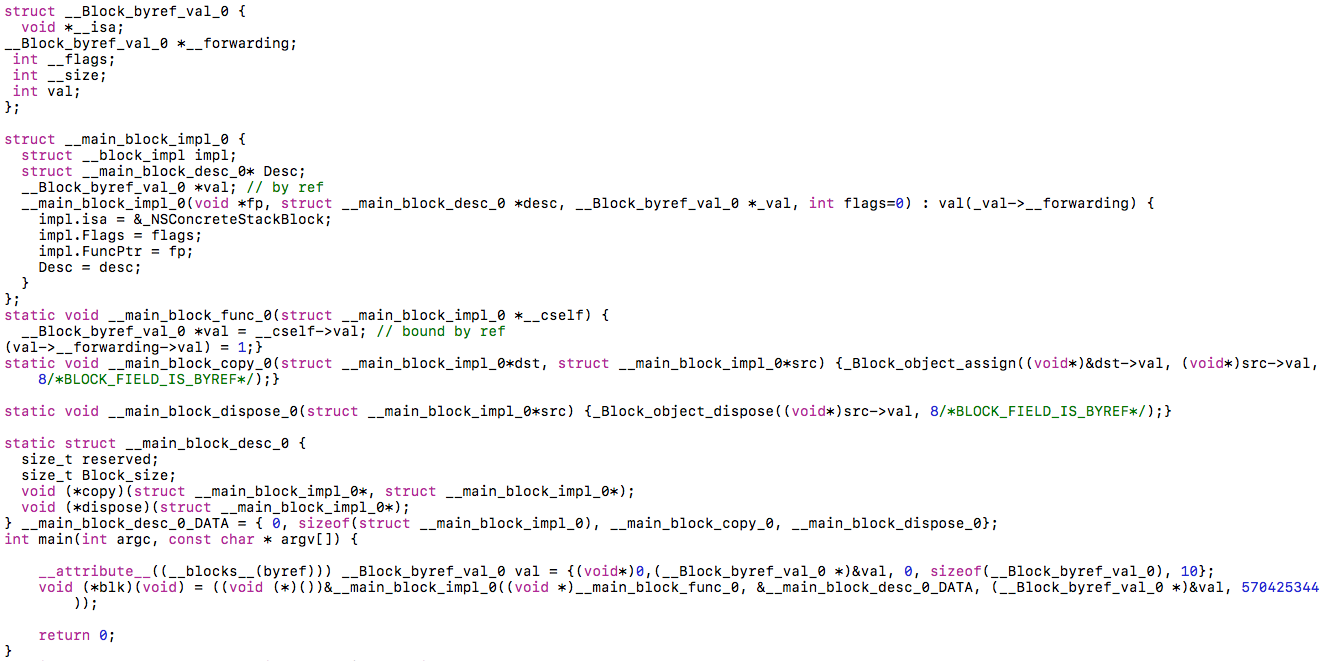 struct __Block_byref_val_0 {
  void *__isa;
__Block_byref_val_0 *__forwarding;
 int __flags;
 int __size;
 int val;
};

struct __main_block_impl_0 {
  struct __block_impl impl;
  struct __main_block_desc_0* Desc;
  __Block_byref_val_0 *val; // by ref
  __main_block_impl_0(void *fp, struct __main_block_desc_0 *desc, __Block_byref_val_0 *_val, int flags=0) : val(_val->__forwarding) {
    impl.isa = &_NSConcreteStackBlock;
    impl.Flags = flags;
    impl.FuncPtr = fp;
    Desc = desc;
  }
};
static void __main_block_func_0(struct __main_block_impl_0 *__cself) {
  __Block_byref_val_0 *val = __cself->val; // bound by ref
(val->__forwarding->val) = 1;}
static void __main_block_copy_0(struct __main_block_impl_0*dst, struct __main_block_impl_0*src) {_Block_object_assign((void*)&dst->val, (void*)src->val,
    8/*BLOCK_FIELD_IS_BYREF*/);}

static void __main_block_dispose_0(struct __main_block_impl_0*src) {_Block_object_dispose((void*)src->val, 8/*BLOCK_FIELD_IS_BYREF*/);}

static struct __main_block_desc_0 {
  size_t reserved;
  size_t Block_size;
  void (*copy)(struct __main_block_impl_0*, struct __main_block_impl_0*);
  void (*dispose)(struct __main_block_impl_0*);
} __main_block_desc_0_DATA = { 0, sizeof(struct __main_block_impl_0), __main_block_copy_0, __main_block_dispose_0};
int main(int argc, const char * argv[]) {

    __attribute__((__blocks__(byref))) __Block_byref_val_0 val = {(void*)0,(__Block_byref_val_0 *)&val, 0, sizeof(__Block_byref_val_0), 10};
    void (*blk)(void) = ((void (*)())&__main_block_impl_0((void *)__main_block_func_0, &__main_block_desc_0_DATA, (__Block_byref_val_0 *)&val, 570425344
        ));

    return 0;
}